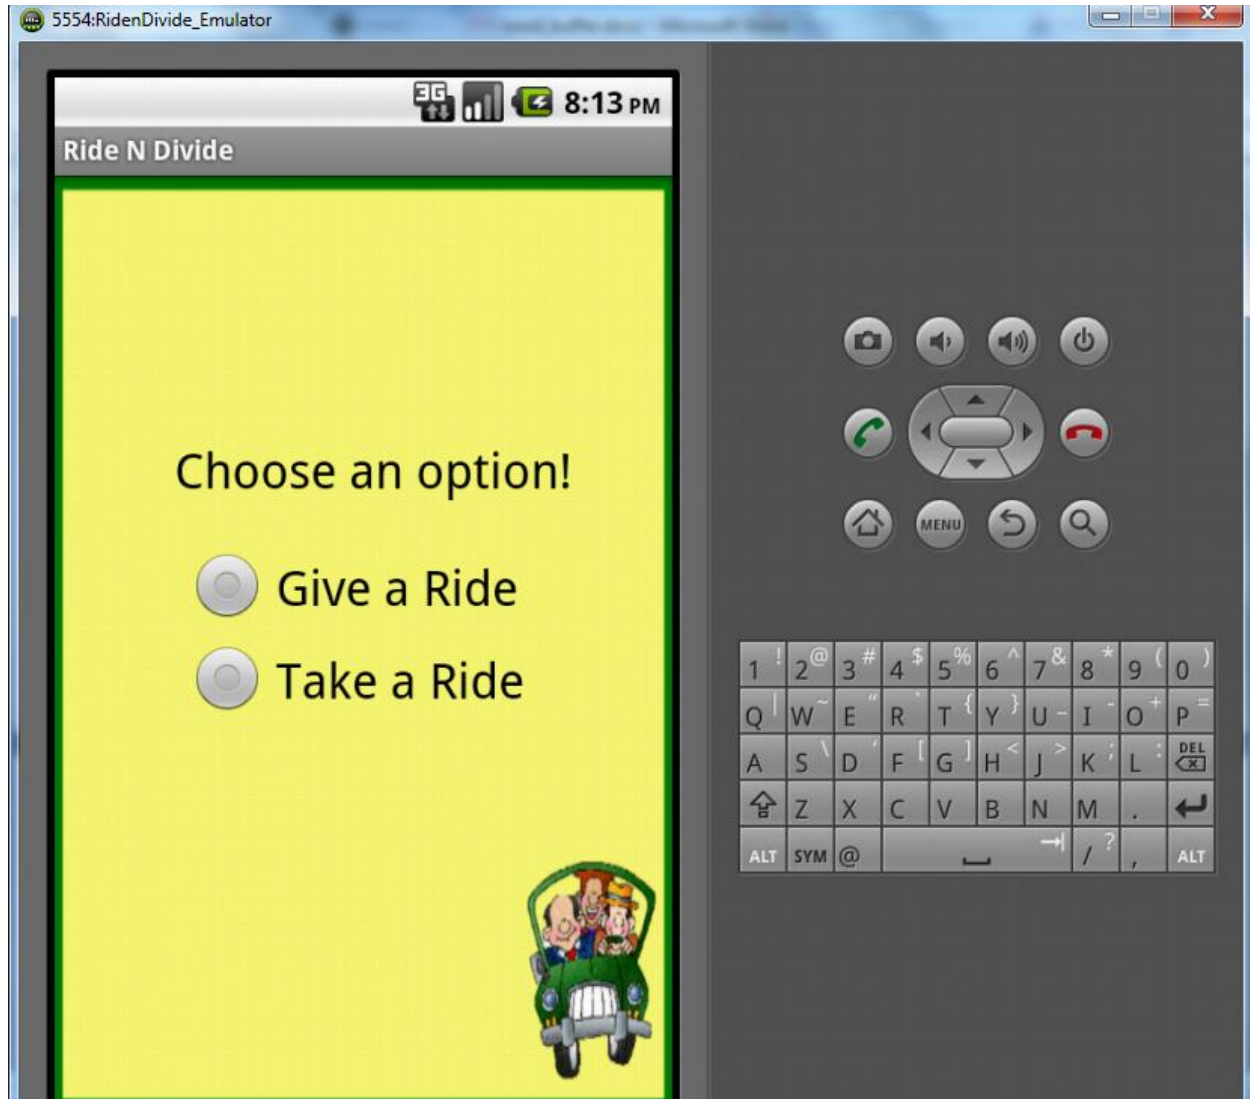 5554:RidenDivide_Emulator
3G 8:13 PM
Ride N Divide
Choose an option!
Give a Ride
Take a Ride
MENU
1 ! 2 @ 3 # 4 $ 5 % 6 ^ 7 & 8 * 9 ( 0 )
Q | W ~ E " R ` T { Y } U _ I - O + P =
A S \ D ' F [ G ] H < J > K ; L : DEL
Z X C V B N M .
ALT SYM @ / ? , ALT